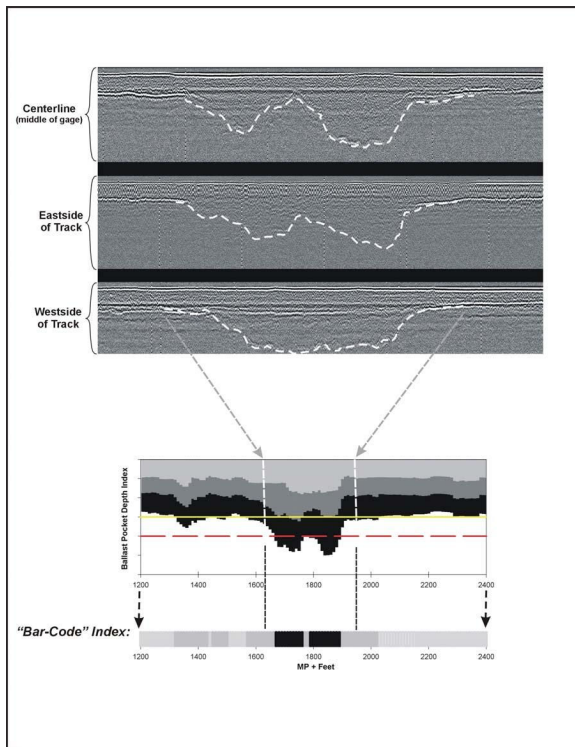 Centerline
(middle of gage)
Eastside
of Track
Westside
of Track
Ballast Pocket Depth Index
1200 1400 1600 1800 2000 2200 2400
"Bar-Code" Index:
1200 1400 1600 1800 2000 2200 2400
MP + Feet